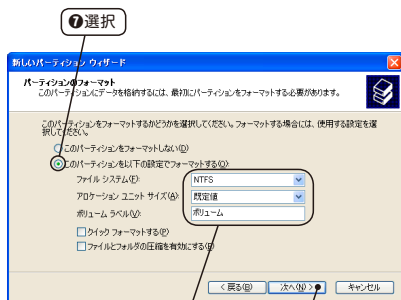 ❼選択
新しいパーティション ウィザード
パーティションのフォーマット
このパーティションにデータを格納するには、最初にパーティションをフォーマットする必要があります。
このパーティションをフォーマットするかどうかを選択してください。フォーマットする場合には、使用する設定を選
択してください。
このパーティションをフォーマットしない(D)
このパーティションを以下の設定でフォーマットする(O):
ファイル システム(F): NTFS
アロケーション ユニット サイズ(A): 既定値
ボリューム ラベル(V): ボリューム
クイック フォーマットする(P)
ファイルとフォルダの圧縮を有効にする(E)
< 戻る(B) 次へ(N) > キャンセル